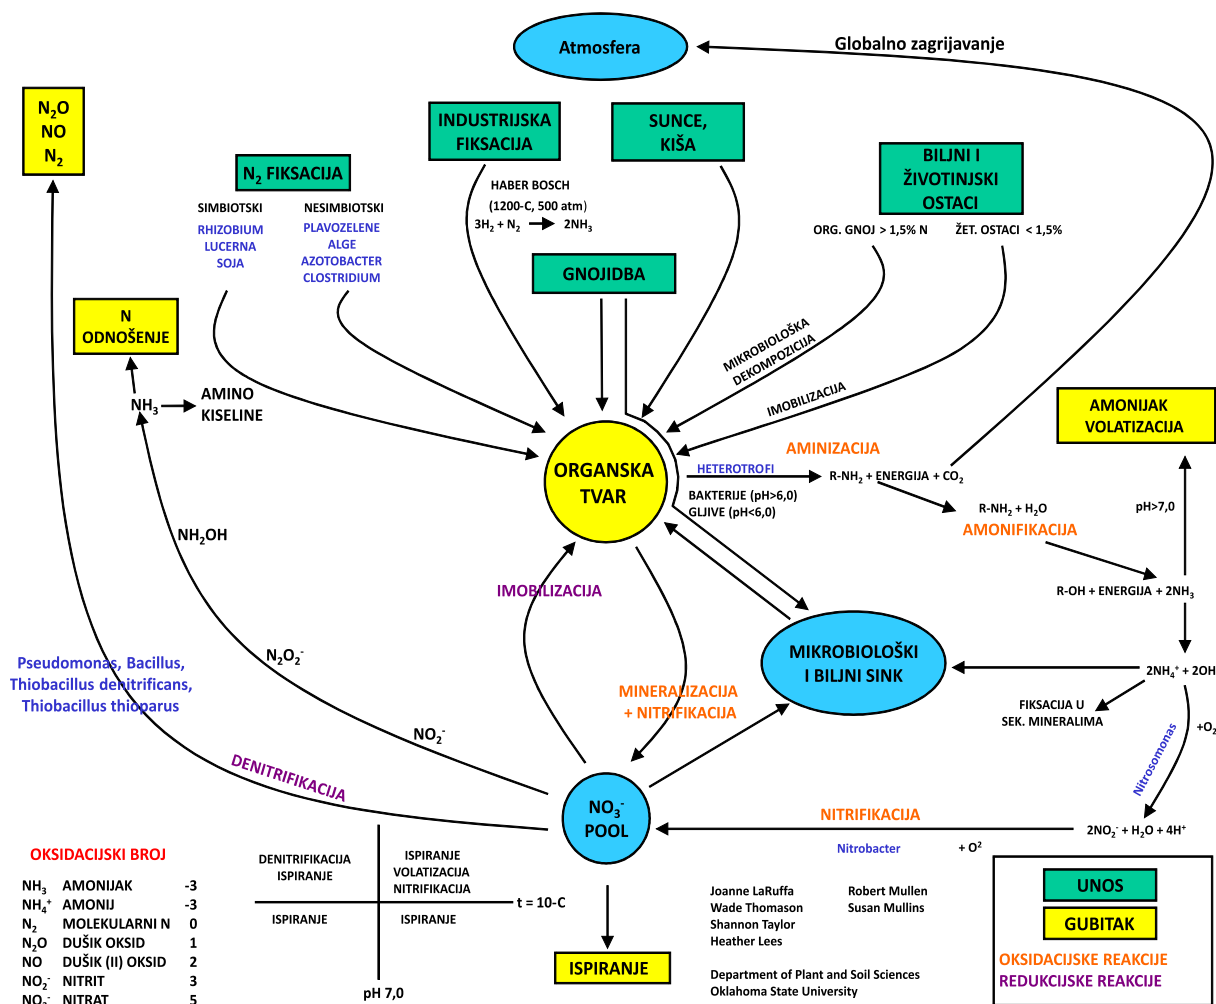 Atmosfera
Globalno zagrijavanje
N₂O
NO
N₂
INDUSTRIJSKA
FIKSACIJA
SUNCE,
KIŠA
BILJNI I
ŽIVOTINJSKI
OSTACI
N₂ FIKSACIJA
SIMBIOTSKI
RHIZOBIUM
LUCERNA
SOJA
NESIMBIOTSKI
PLAVOZELENE
ALGE
AZOTOBACTER
CLOSTRIDIUM
HABER BOSCH
(1200-C, 500 atm)
3H₂ + N₂ 2NH₃
ORG. GNOJ > 1,5% N
ŽET. OSTACI < 1,5%
GNOJIDBA
N
ODNOŠENJE
MIKROBIOLOŠKA
DEKOMPOZICIJA
IMOBILIZACIJA
NH₃
AMINO
KISELINE
AMONIJAK
VOLATIZACIJA
ORGANSKA
TVAR
AMINIZACIJA
HETEROTROFI
R-NH₂ + ENERGIJA + CO₂
BAKTERIJE (pH>6,0)
GLJIVE (pH<6,0)
R-NH₂ + H₂O
AMONIFIKACIJA
pH>7,0
NH₂OH
IMOBILIZACIJA
R-OH + ENERGIJA + 2NH₃
N₂O₂⁻
Pseudomonas, Bacillus,
Thiobacillus denitrificans,
Thiobacillus thioparus
MIKROBIOLOŠKI
I BILJNI SINK
2NH₄⁺ + 2OH
FIKSACIJA U
SEK. MINERALIMA
MINERALIZACIJA
+ NITRIFIKACIJA
+O₂
Nitrosomonas
NO₂⁻
DENITRIFIKACIJA
NO₃⁻
POOL
NITRIFIKACIJA
2NO₂⁻ + H₂O + 4H⁺
Nitrobacter + O²
OKSIDACIJSKI BROJ
NH₃ AMONIJAK -3
NH₄⁺ AMONIJ -3
N₂ MOLEKULARNI N 0
N₂O DUŠIK OKSID 1
NO DUŠIK (II) OKSID 2
NO₂⁻ NITRIT 3
NO₃⁻ NITRAT 5
DENITRIFIKACIJA
ISPIRANJE
ISPIRANJE
VOLATIZACIJA
NITRIFIKACIJA
t = 10-C
ISPIRANJE
ISPIRANJE
pH 7,0
ISPIRANJE
Joanne LaRuffa
Wade Thomason
Shannon Taylor
Heather Lees
Robert Mullen
Susan Mullins
Department of Plant and Soil Sciences
Oklahoma State University
UNOS
GUBITAK
OKSIDACIJSKE REAKCIJE
REDUKCIJSKE REAKCIJE